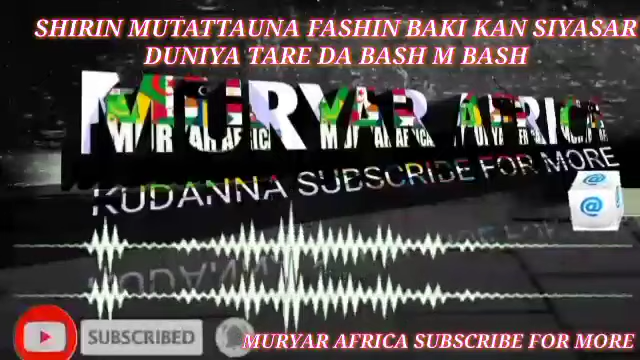 SHIRIN MUTATTAUNA FASHIN BAKI KAN SIYASAR
DUNIYA TARE DA BASH M BASH
MURYAR AFRICA
KUDANNA SUBSCRIBE FOR MORE
SUBSCRIBED
MURYAR AFRICA SUBSCRIBE FOR MORE